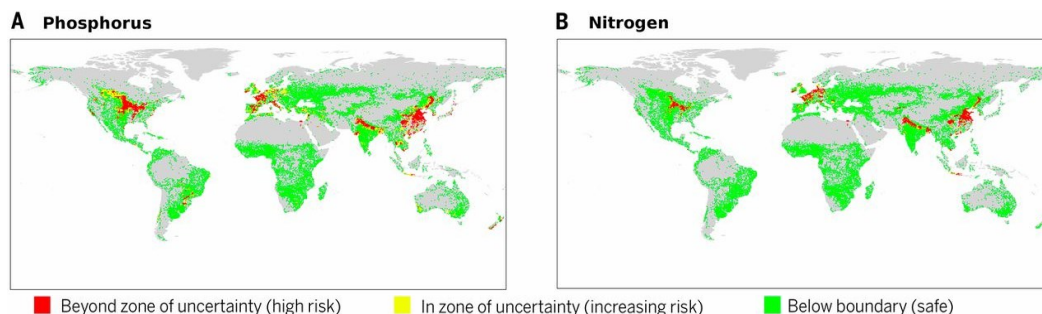 A Phosphorus
B Nitrogen
Beyond zone of uncertainty (high risk)
In zone of uncertainty (increasing risk)
Below boundary (safe)